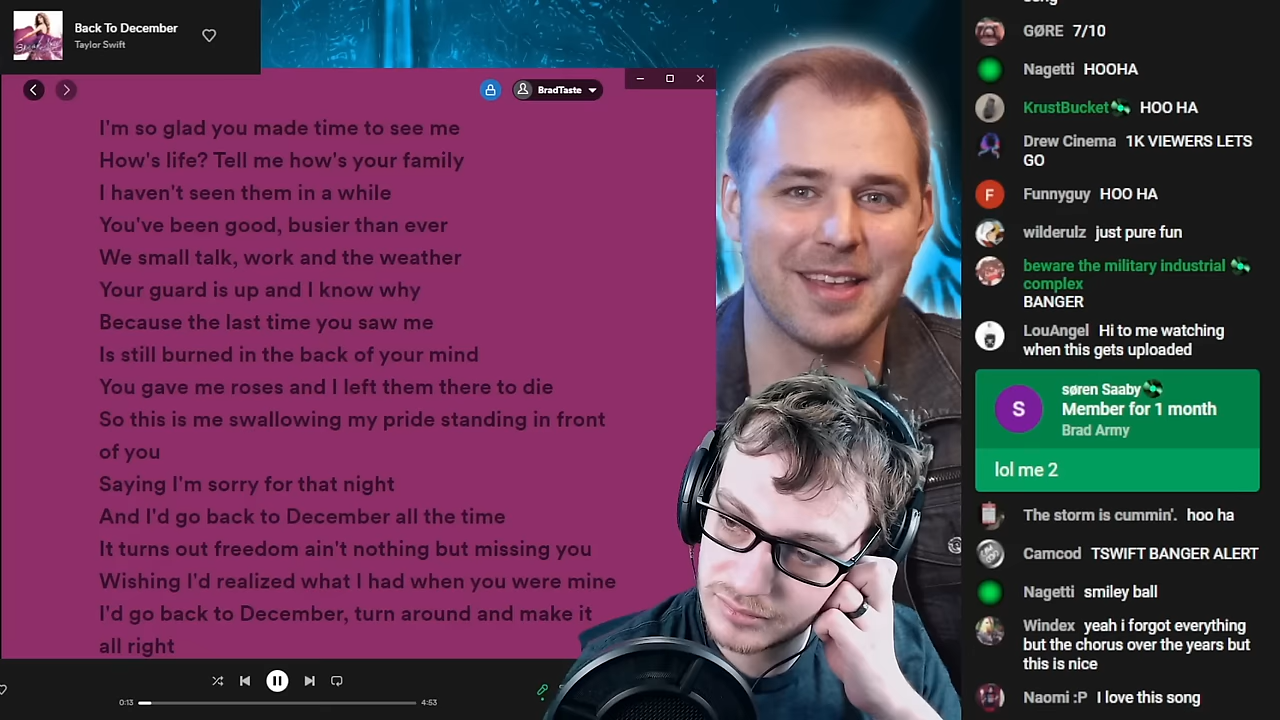 Back To December
Taylor Swift
BradTaste
I'm so glad you made time to see me
How's life? Tell me how's your family
I haven't seen them in a while
You've been good, busier than ever
We small talk, work and the weather
Your guard is up and I know why
Because the last time you saw me
Is still burned in the back of your mind
You gave me roses and I left them there to die
So this is me swallowing my pride standing in front
of you
Saying I'm sorry for that night
And I'd go back to December all the time
It turns out freedom ain't nothing but missing you
Wishing I'd realized what I had when you were mine
I'd go back to December, turn around and make it
all right
0:13
4:53
GØRE 7/10
Nagetti HOOHA
KrustBucket HOO HA
Drew Cinema 1K VIEWERS LETS
GO
F
Funnyguy HOO HA
wilderulz just pure fun
beware the military industrial
complex
BANGER
LouAngel Hi to me watching
when this gets uploaded
S
søren Saaby
Member for 1 month
Brad Army
lol me 2
The storm is cummin'. hoo ha
Camcod TSWIFT BANGER ALERT
Nagetti smiley ball
Windex yeah i forgot everything
but the chorus over the years but
this is nice
Naomi :P I love this song